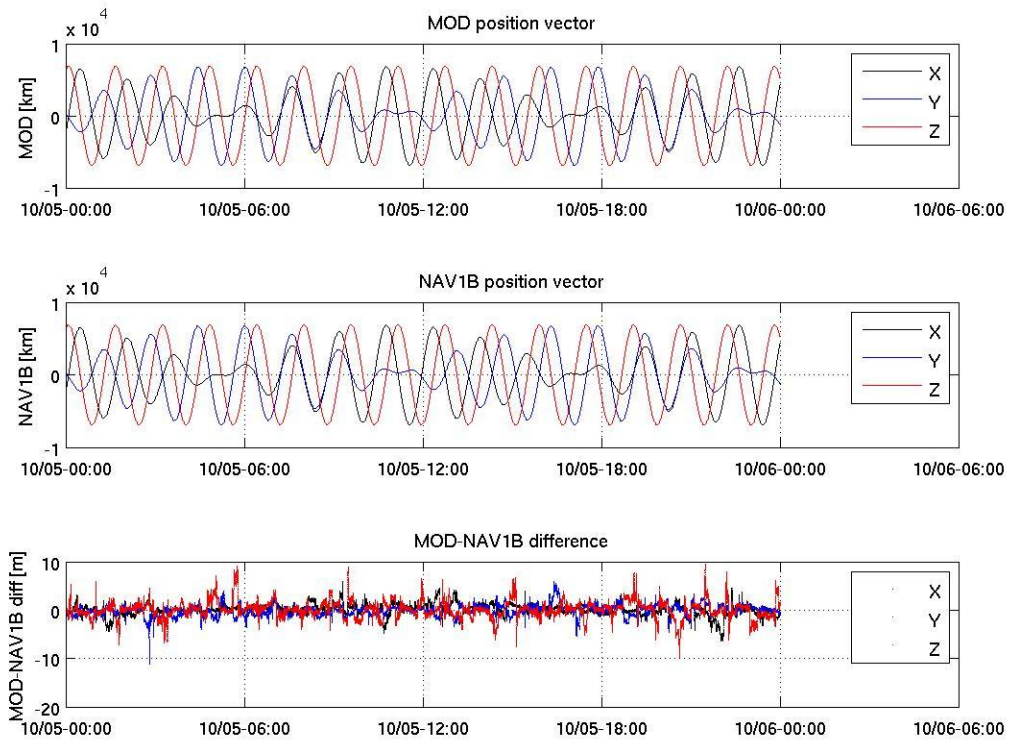 MOD position vector
x 10^4
MOD [km]
1
0
-1
X
Y
Z
10/05-00:00 10/05-06:00 10/05-12:00 10/05-18:00 10/06-00:00 10/06-06:00
NAV1B position vector
x 10^4
NAV1B [km]
1
0
-1
X
Y
Z
10/05-00:00 10/05-06:00 10/05-12:00 10/05-18:00 10/06-00:00 10/06-06:00
MOD-NAV1B difference
MOD-NAV1B diff [m]
10
0
-10
-20
X
Y
Z
10/05-00:00 10/05-06:00 10/05-12:00 10/05-18:00 10/06-00:00 10/06-06:00